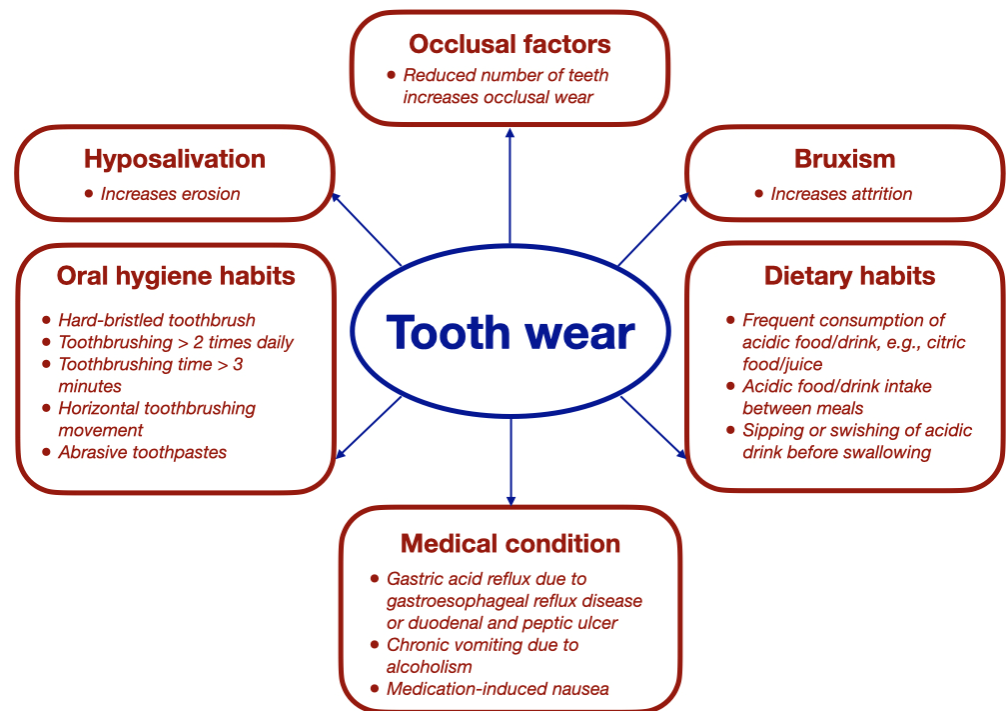 Occlusal factors
• Reduced number of teeth
increases occlusal wear
Hyposalivation
• Increases erosion
Bruxism
• Increases attrition
Oral hygiene habits
• Hard-bristled toothbrush
• Toothbrushing > 2 times daily
• Toothbrushing time > 3
minutes
• Horizontal toothbrushing
movement
• Abrasive toothpastes
Tooth wear
Dietary habits
• Frequent consumption of
acidic food/drink, e.g., citric
food/juice
• Acidic food/drink intake
between meals
• Sipping or swishing of acidic
drink before swallowing
Medical condition
• Gastric acid reflux due to
gastroesophageal reflux disease
or duodenal and peptic ulcer
• Chronic vomiting due to
alcoholism
• Medication-induced nausea